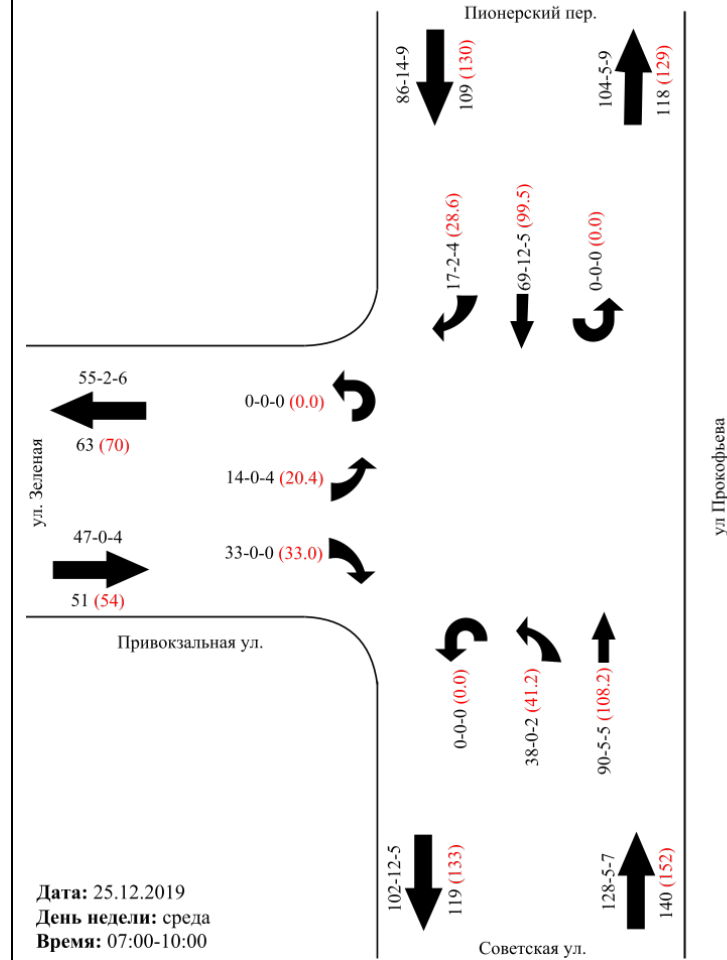 Пионерский пер.
86-14-9
109 (130)
104-5-9
118 (129)
17-2-4 (28.6)
69-12-5 (99.5)
0-0-0 (0.0)
55-2-6
63 (70)
0-0-0 (0.0)
14-0-4 (20.4)
33-0-0 (33.0)
ул. Зеленая
47-0-4
51 (54)
ул Прокофьева
Привокзальная ул.
0-0-0 (0.0)
38-0-2 (41.2)
90-5-5 (108.2)
102-12-5
119 (133)
128-5-7
140 (152)
Дата: 25.12.2019
День недели: среда
Время: 07:00-10:00
Советская ул.